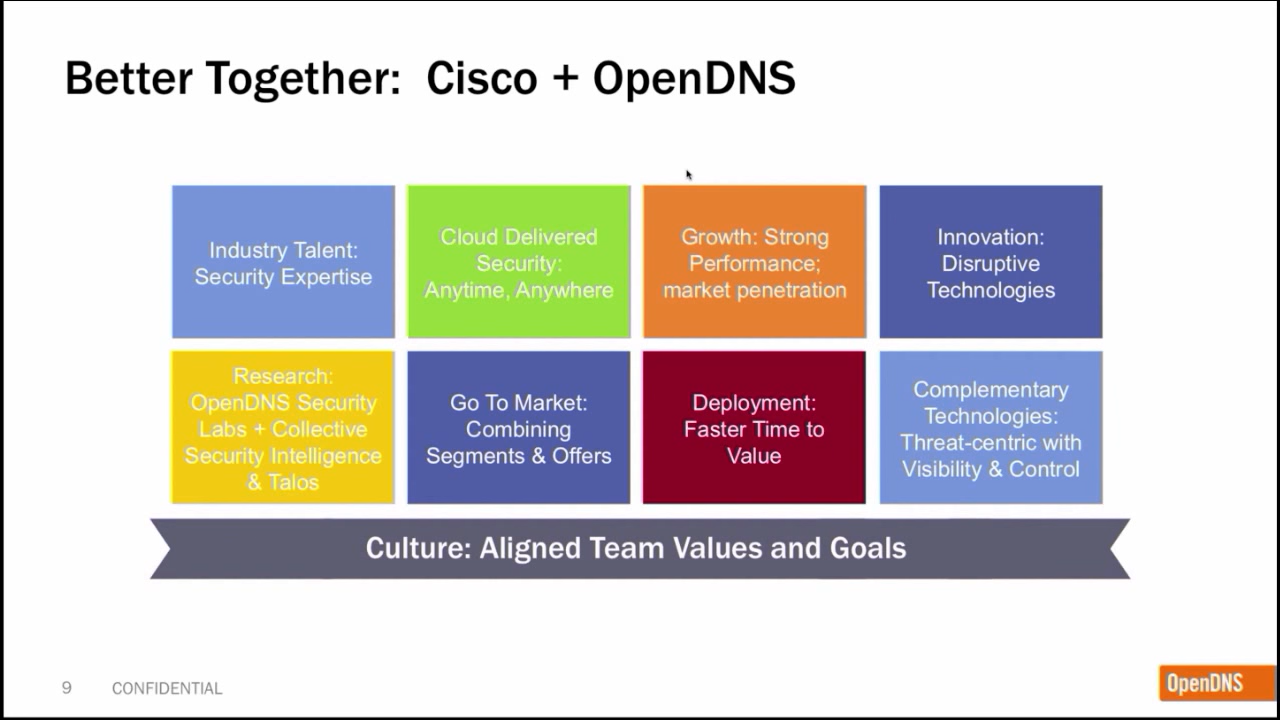 Better Together:  Cisco + OpenDNS
Industry Talent:
Security Expertise
Cloud Delivered
Security:
Anytime, Anywhere
Growth: Strong
Performance;
market penetration
Innovation:
Disruptive
Technologies
Research:
OpenDNS Security
Labs + Collective
Security Intelligence
& Talos
Go To Market:
Combining
Segments & Offers
Deployment:
Faster Time to
Value
Complementary
Technologies:
Threat-centric with
Visibility & Control
Culture: Aligned Team Values and Goals
9 CONFIDENTIAL
OpenDNS